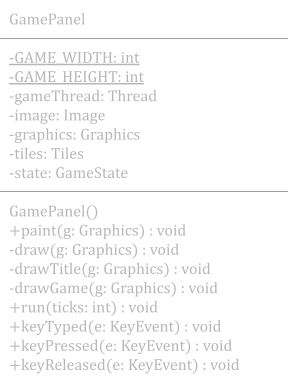 GamePanel
-GAME_WIDTH: int
-GAME_HEIGHT: int
-gameThread: Thread
-image: Image
-graphics: Graphics
-tiles: Tiles
-state: GameState
GamePanel()
+paint(g: Graphics) : void
-draw(g: Graphics) : void
-drawTitle(g: Graphics) : void
-drawGame(g: Graphics) : void
+run(ticks: int) : void
+keyTyped(e: KeyEvent) : void
+keyPressed(e: KeyEvent) : void
+keyReleased(e: KeyEvent) : void